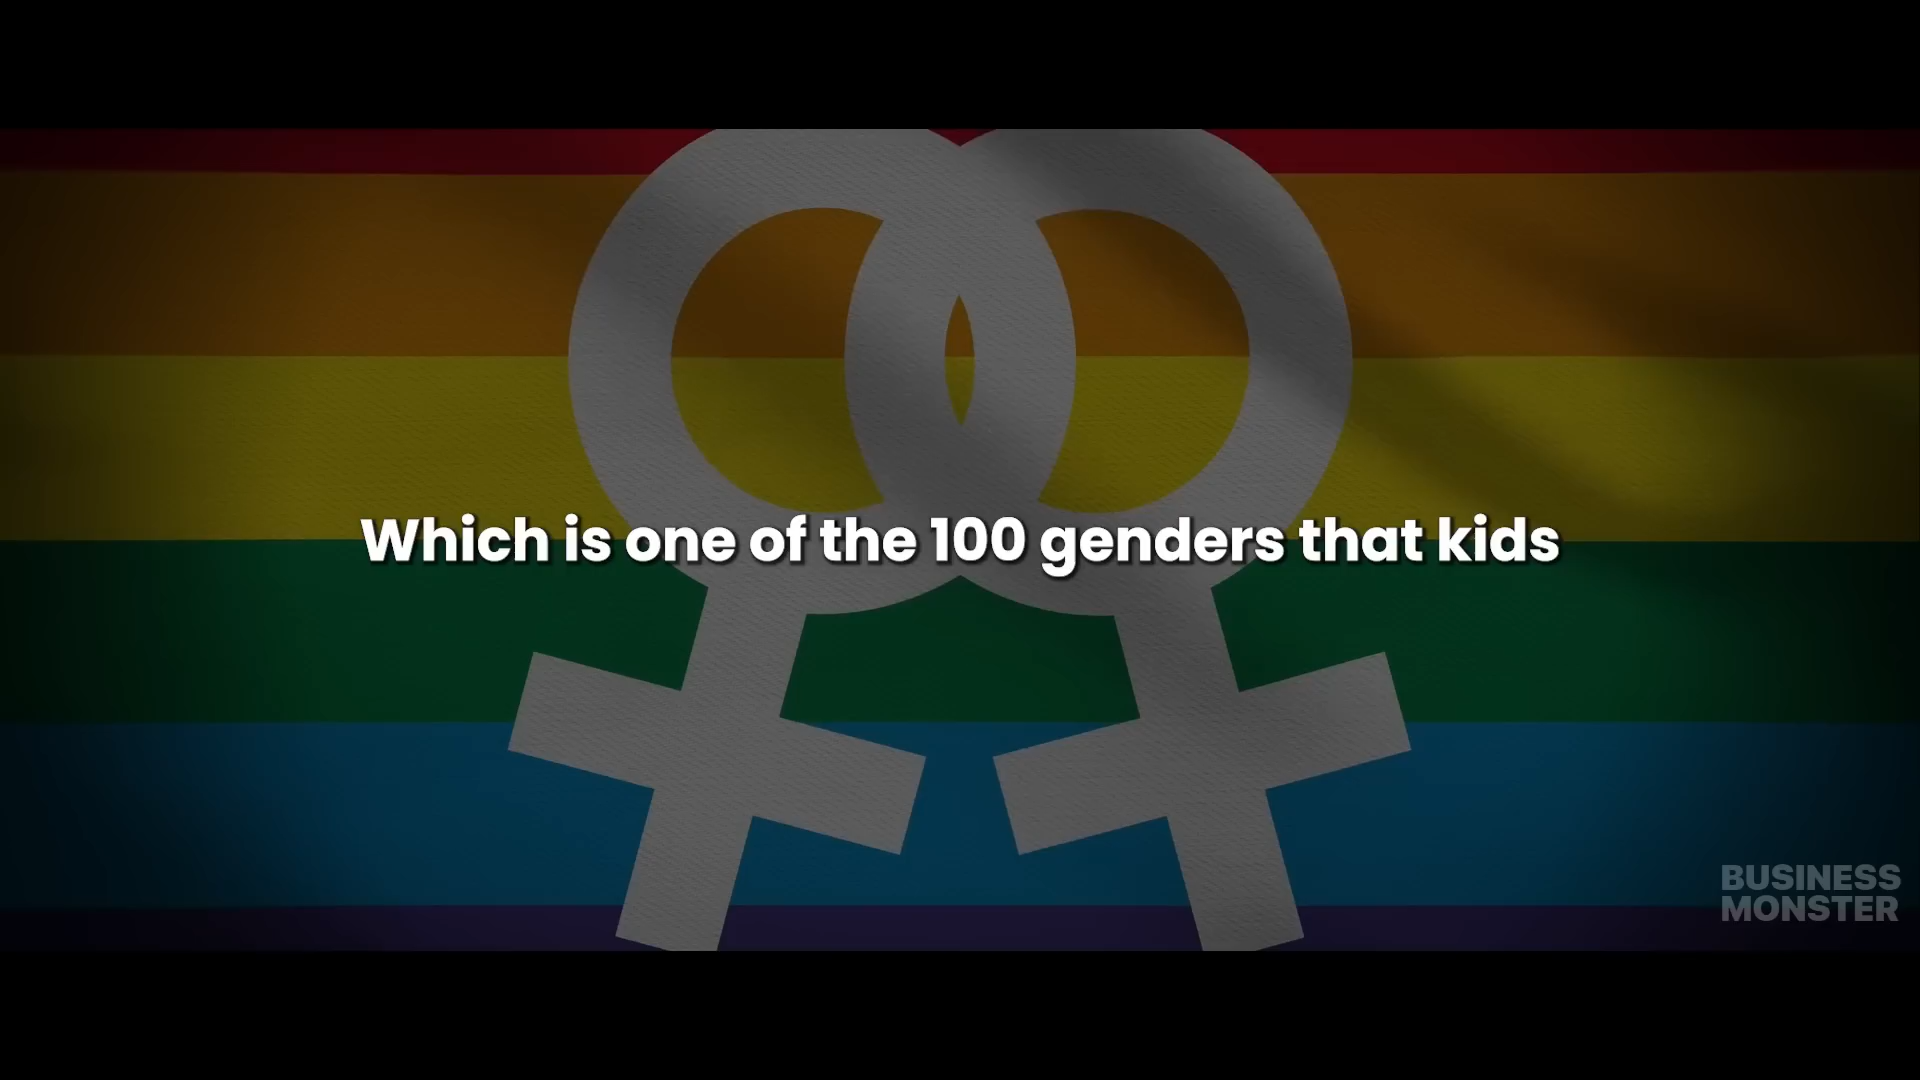 Which is one of the 100 genders that kids
BUSINESS
MONSTER